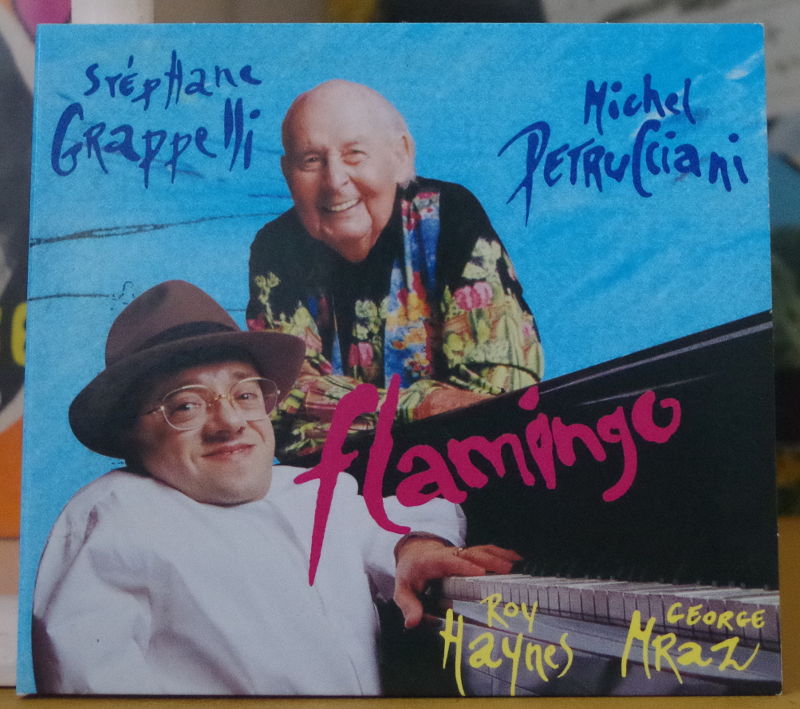 Stéphane
Grappelli
Michel
Petrucciani
flamingo
Roy
Haynes
George
Mraz